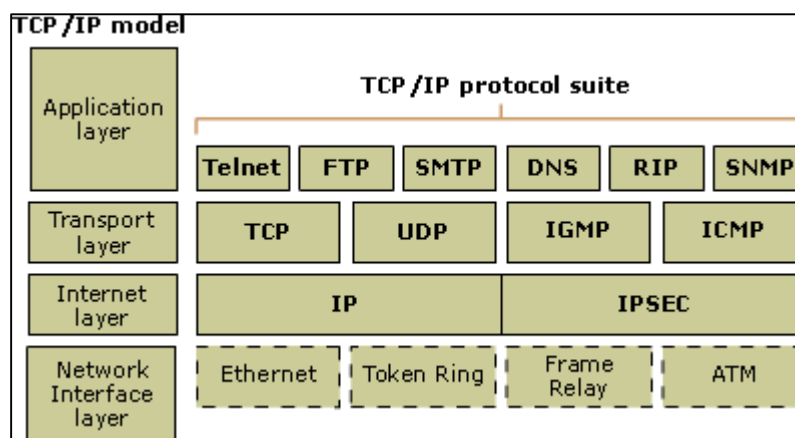 TCP/IP model
Application
layer
TCP/IP protocol suite
Telnet FTP SMTP DNS RIP SNMP
Transport
layer
TCP UDP IGMP ICMP
Internet
layer
IP IPSEC
Network
Interface
layer
Ethernet Token Ring Frame
Relay ATM